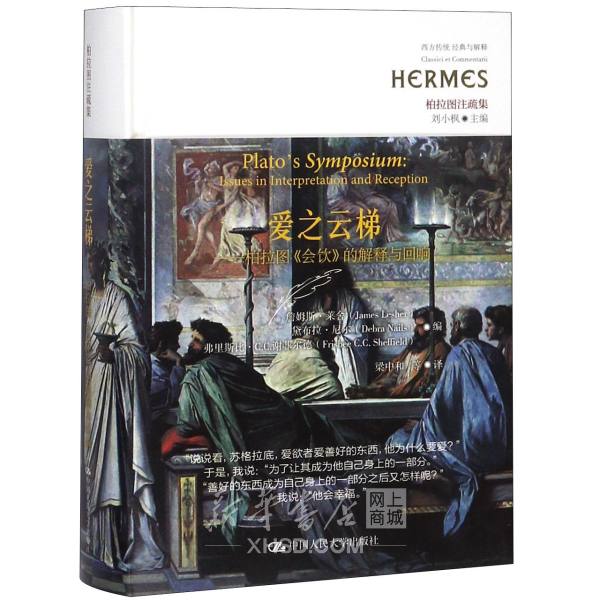 柏拉图注疏集
爱之云梯
西方传统 经典与解释
Classici et Commentarii
HERMES
柏拉图注疏集
刘小枫◉主编
Plato's Symposium:
Issues in Interpretation and Reception
爱之云梯
——柏拉图《会饮》的解释与回响
詹姆斯·莱舍(James Lesher)
黛布拉·尼尔(Debra Nails)
弗里斯比·C.C.谢菲尔德(Frisbee C.C. Sheffield)
编
梁中和 等◉译
“说说看，苏格拉底，爱欲者爱善好的东西，他为什么要爱？”
于是，我说：“为了让其成为他自己身上的一部分。”
“善好的东西成为自己身上的一部分之后又怎样呢？”
我说：“他会幸福。”
新华书店
网上
商城
XHSD.COM
中国人民大学出版社